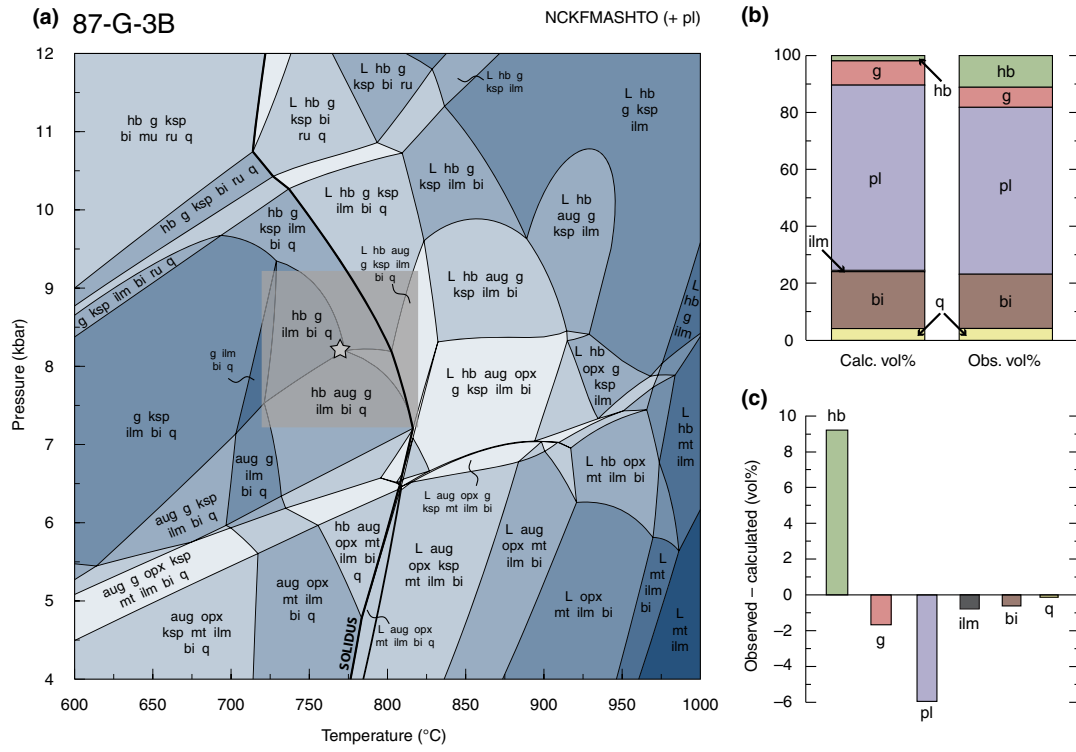 (a) 87-G-3B
NCKFMASHTO (+ pl)
12
11
10
9
8
7
6
5
4
Pressure (kbar)
600
650
700
750
800
850
900
950
1000
Temperature (°C)
hb g ksp
bi mu ru q
L hb g
ksp bi
ru q
L hb g
ksp bi ru
L hb g
ksp ilm
L hb
g ksp
ilm
hb g ksp bi ru q
g ksp ilm bi ru q
hb g
ksp ilm
bi q
L hb g ksp
ilm bi q
L hb g
ksp ilm bi
L hb
aug g
ksp ilm
L hb aug
g ksp ilm
bi q
L hb aug g
ksp ilm bi
L
hb
g
ilm
hb g
ilm bi q
g ilm
bi q
g ksp
ilm bi q
hb aug g
ilm bi q
L hb aug opx
g ksp ilm bi
L hb
opx g
ksp
ilm
L
hb
mt
ilm
aug g
ilm
bi q
aug g ksp
ilm bi q
L aug opx g
ksp mt ilm bi
L hb opx
mt ilm bi
aug g opx ksp
mt ilm bi q
hb aug
opx mt
ilm bi
q
L aug
opx ksp
mt ilm bi
L aug
opx mt
ilm bi
aug opx
ksp mt ilm
bi q
aug opx
mt ilm
bi q
SOLIDUS
L aug opx
mt ilm bi q
L opx
mt ilm bi
L
mt
ilm
bi
L
mt
ilm
(b)
100
80
60
40
20
0
g
hb
pl
ilm
bi
q
hb
g
pl
bi
Calc. vol%
Obs. vol%
(c)
10
8
6
4
2
0
–2
–4
–6
Observed – calculated (vol%)
hb
g
pl
ilm
bi
q